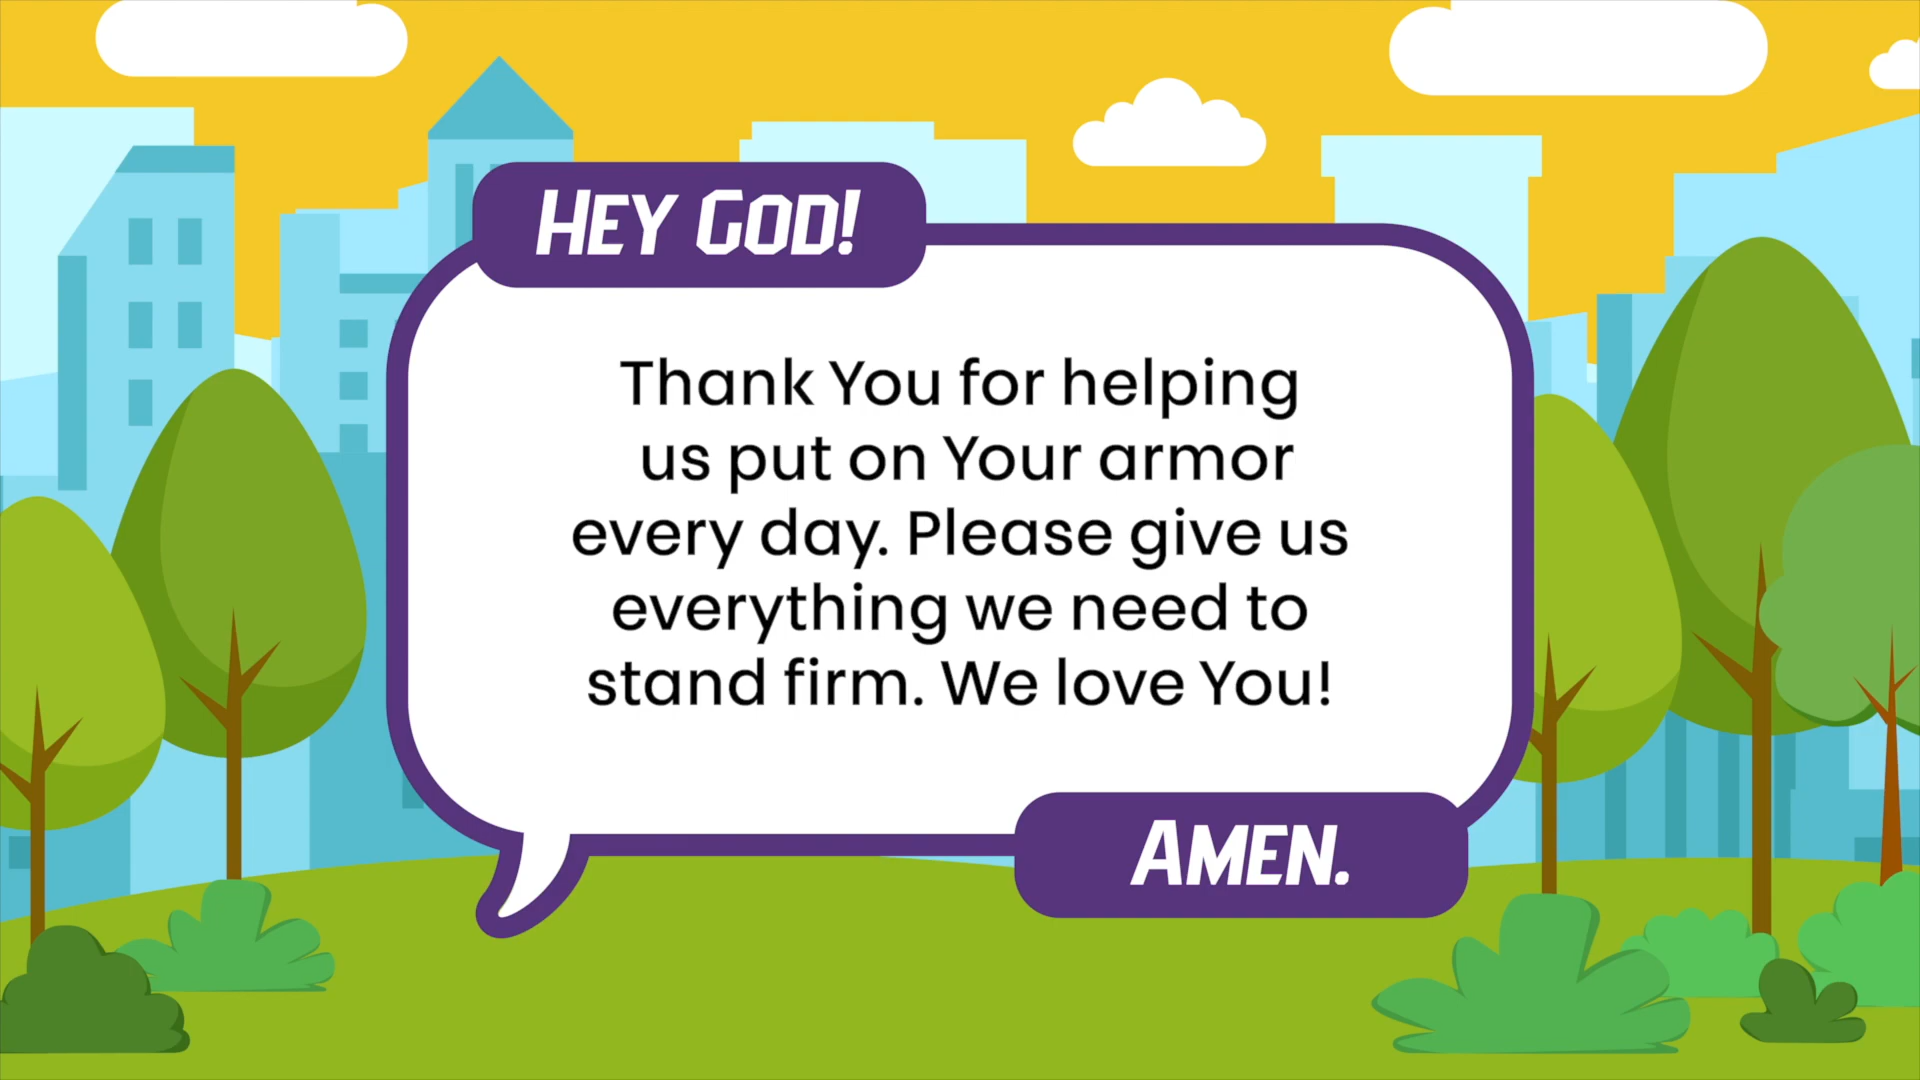 HEY GOD!
Thank You for helping
us put on Your armor
every day. Please give us
everything we need to
stand firm. We love You!
AMEN.